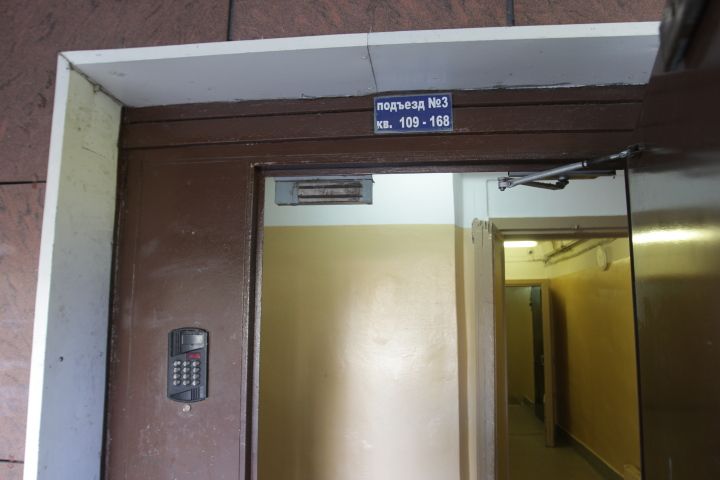 подъезд №3
кв. 109 - 168